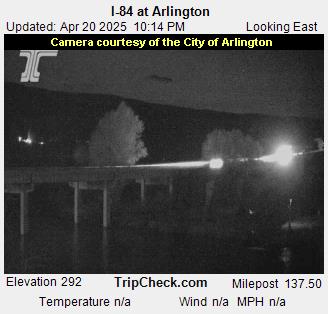 I-84 at Arlington
Updated: Apr 20 2025 10:14 PM Looking East
Camera courtesy of the City of Arlington
Elevation 292 TripCheck.com Milepost 137.50
Temperature n/a Wind n/a MPH n/a